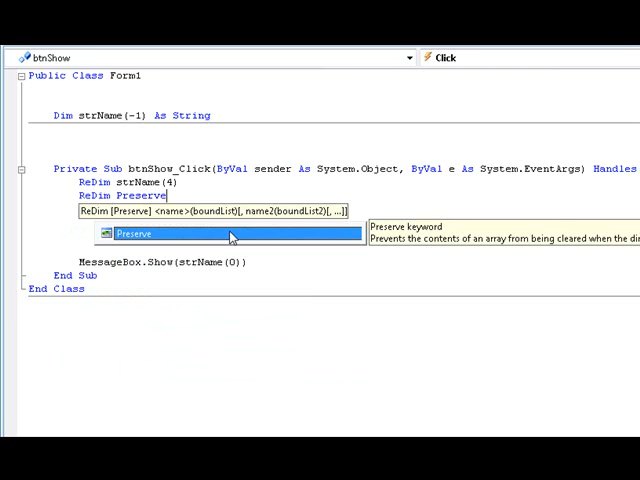 btnShow
Click
Public Class Form1
Dim strName(-1) As String
Private Sub btnShow_Click(ByVal sender As System.Object, ByVal e As System.EventArgs) Handles
ReDim strName(4)
ReDim Preserve
ReDim [Preserve] <name>(boundList)[, name2(boundList2)[, ...]]
Preserve
Preserve keyword
Prevents the contents of an array from being cleared when the
MessageBox.Show(strName(0))
End Sub
End Class